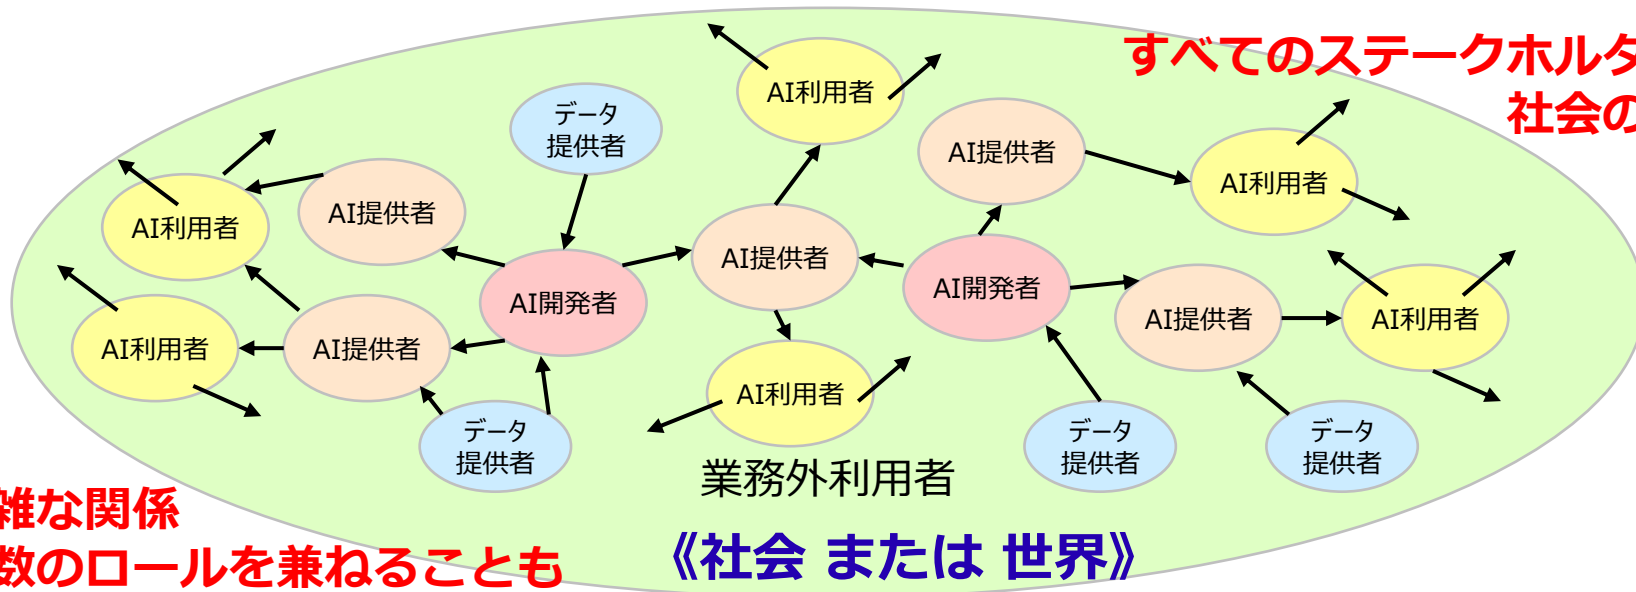 すべてのステークホルダ
社会の
AI利用者
データ
提供者
AI提供者
AI利用者
AI提供者
AI利用者
AI提供者
AI開発者
AI開発者
AI利用者
AI提供者
AI提供者
AI利用者
AI利用者
データ
提供者
データ
提供者
データ
提供者
業務外利用者
雑な関係
数のロールを兼ねることも
《社会 または 世界》